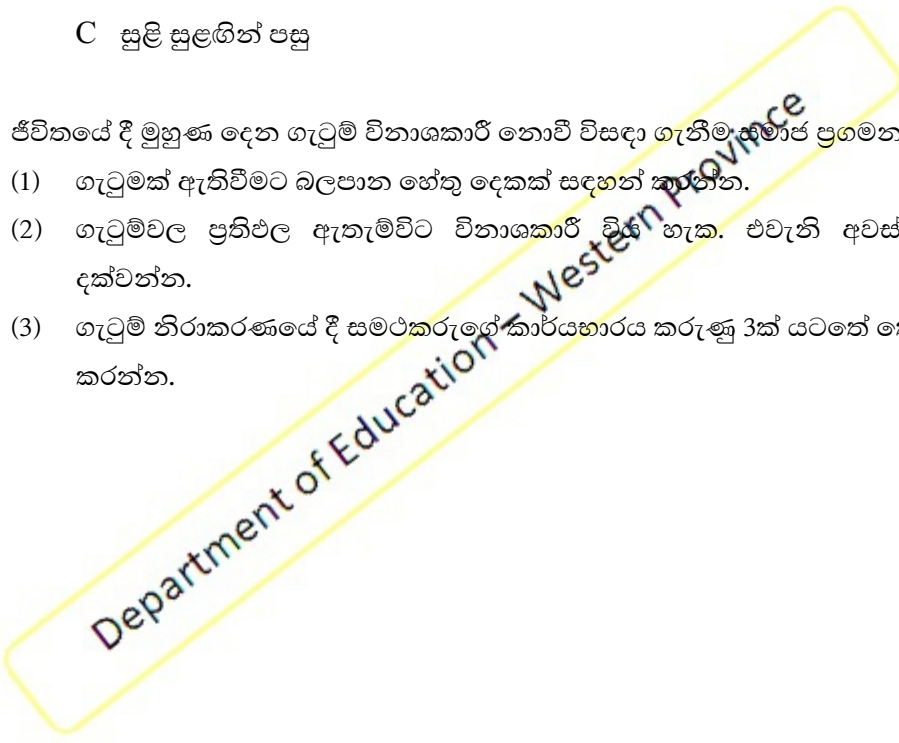 C සුළි සුළඟින් පසු
ජීවිතයේ දී මුහුණ දෙන ගැටුම් විනාශකාරී නොවී විසඳා ගැනීම සමාජ ප්‍රගමන
(1) ගැටුමක් ඇතිවීමට බලපාන හේතු දෙකක් සඳහන් කරන්න.
(2) ගැටුම්වල ප්‍රතිඵල ඇතැම්විට විනාශකාරී විය හැක. එවැනි අවස්
දක්වන්න.
(3) ගැටුම් නිරාකරණයේ දී සමථකරුගේ කාර්යභාරය කරුණු 3ක් යටතේ
කරන්න.
Department of Education – Western Province